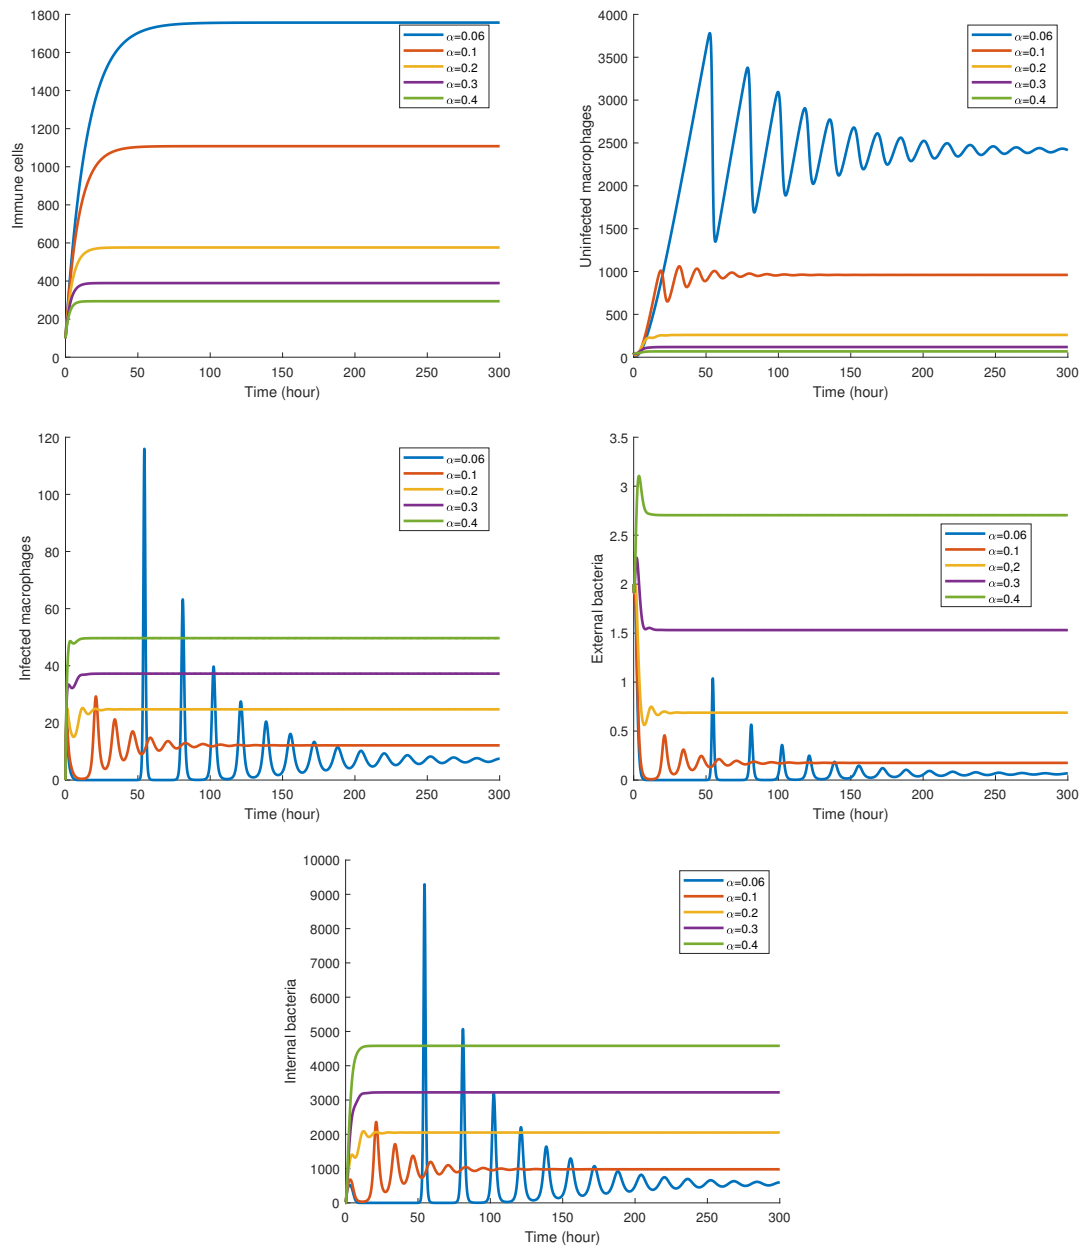 1800
1600
1400
1200
1000
800
600
400
200
0
Immune cells
0 50 100 150 200 250 300
Time (hour)
α=0.06
α=0.1
α=0.2
α=0.3
α=0.4
4000
3500
3000
2500
2000
1500
1000
500
0
Uninfected macrophages
0 50 100 150 200 250 300
Time (hour)
α=0.06
α=0.1
α=0.2
α=0.3
α=0.4
120
100
80
60
40
20
0
Infected macrophages
0 50 100 150 200 250 300
Time (hour)
α=0.06
α=0.1
α=0.2
α=0.3
α=0.4
3.5
3
2.5
2
1.5
1
0.5
0
External bacteria
0 50 100 150 200 250 300
Time (hour)
α=0.06
α=0.1
α=0,2
α=0.3
α=0.4
10000
9000
8000
7000
6000
5000
4000
3000
2000
1000
0
Internal bacteria
0 50 100 150 200 250 300
Time (hour)
α=0.06
α=0.1
α=0.2
α=0.3
α=0.4